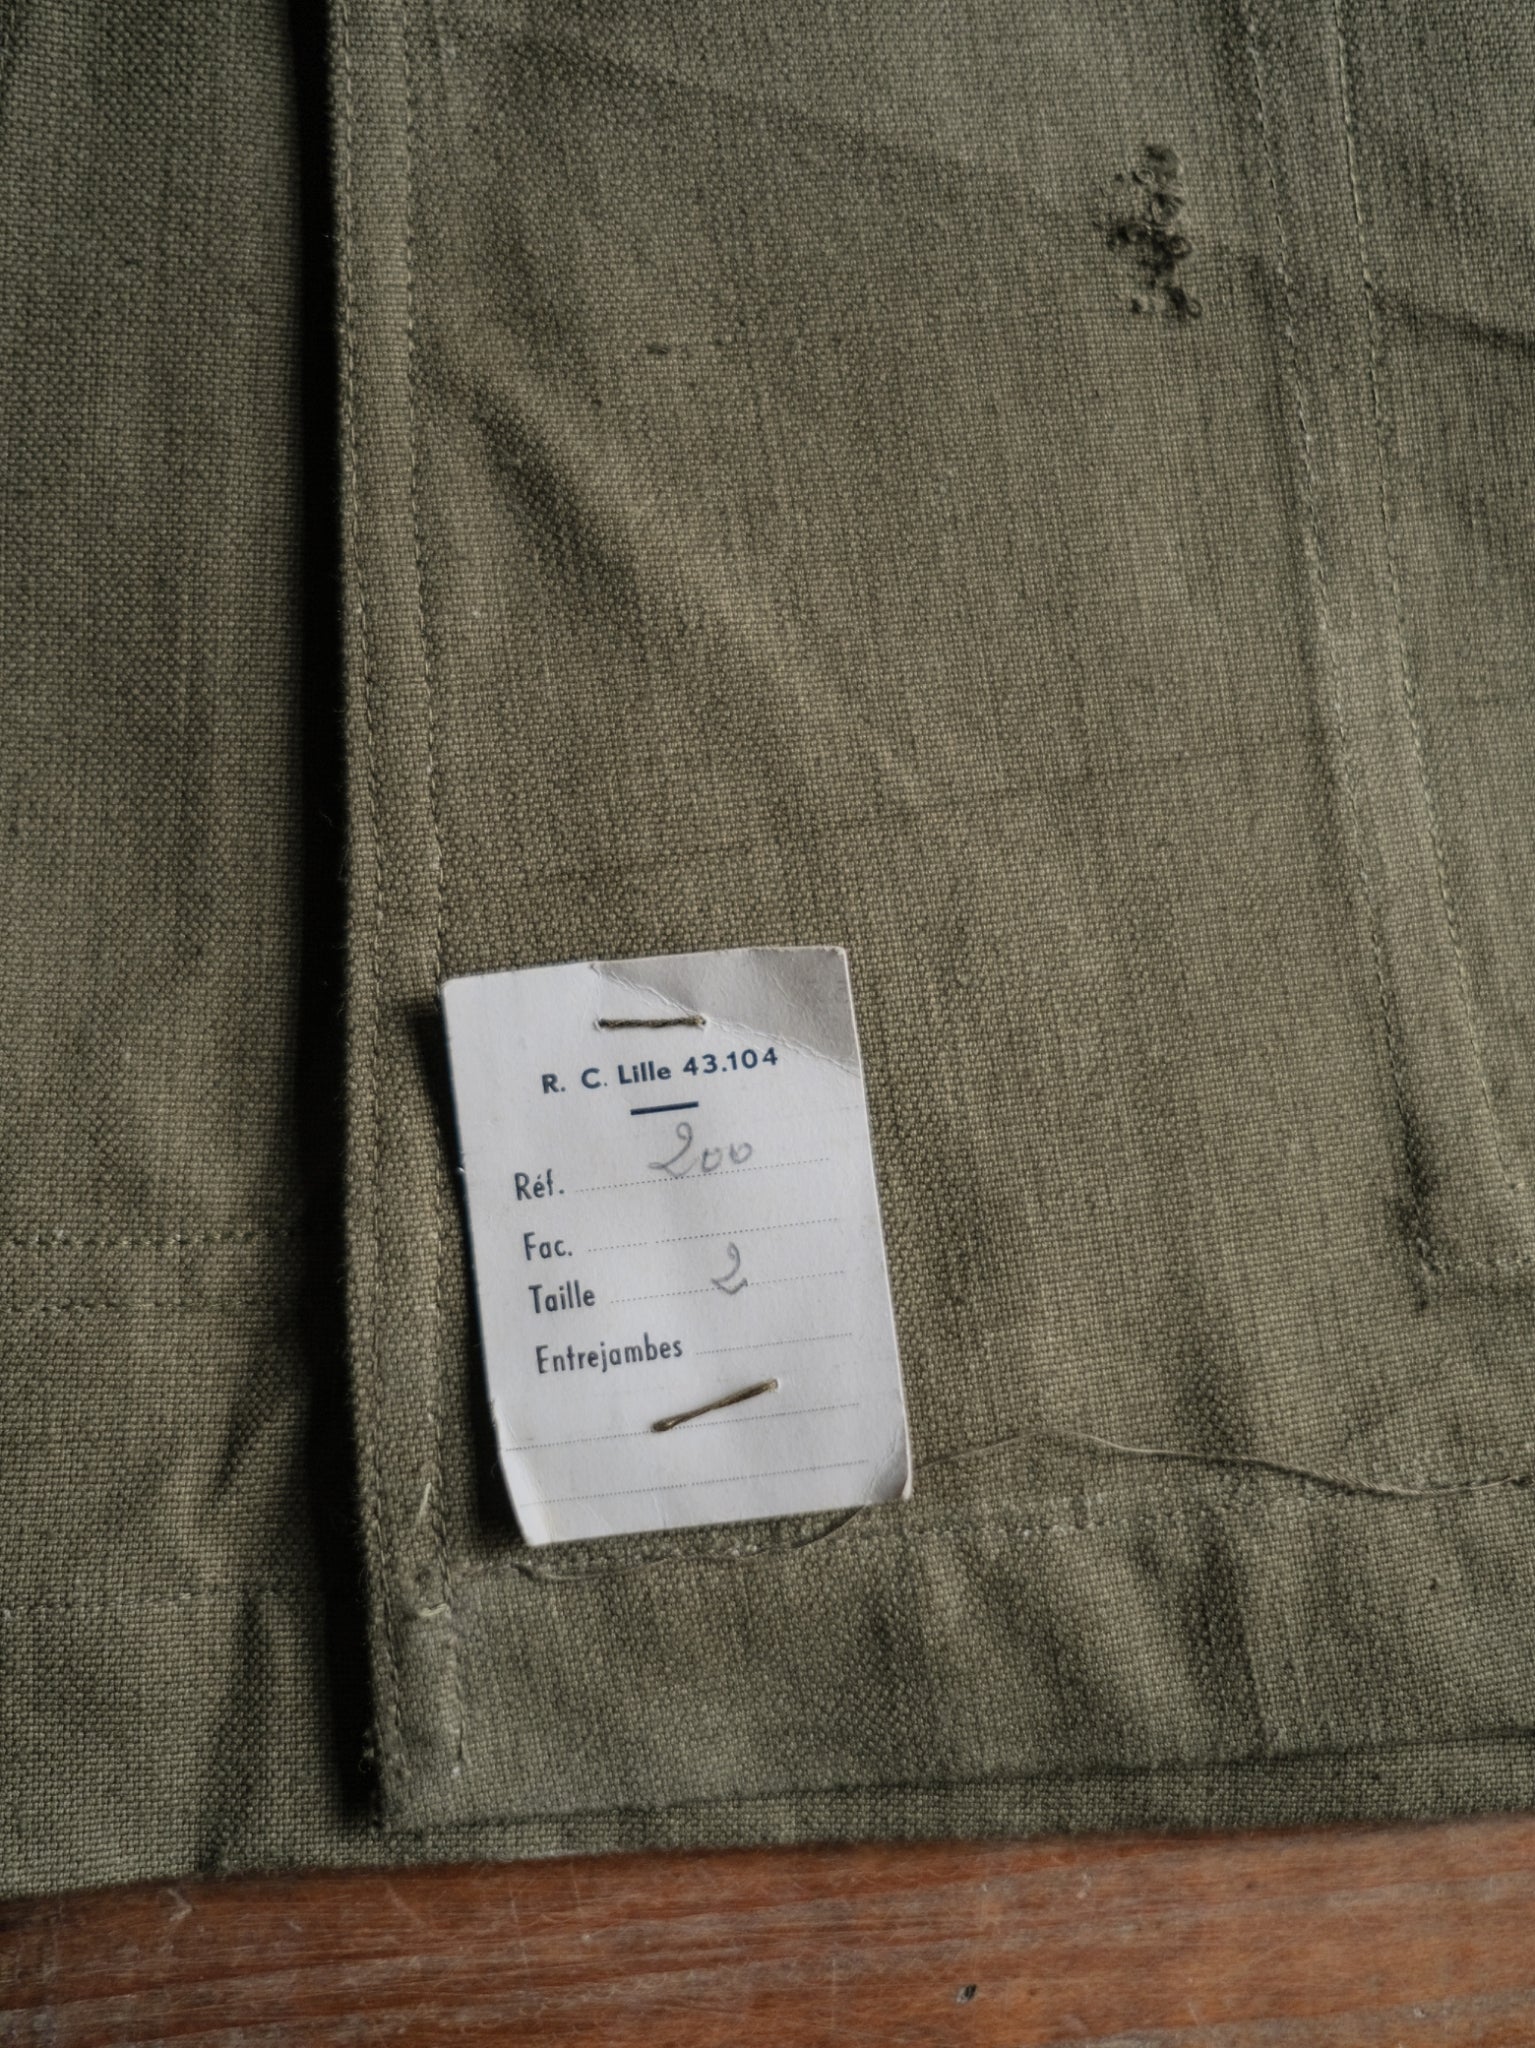 R. C. Lille 43.104
Réf. 200
Fac.
Taille 2
Entrejambes